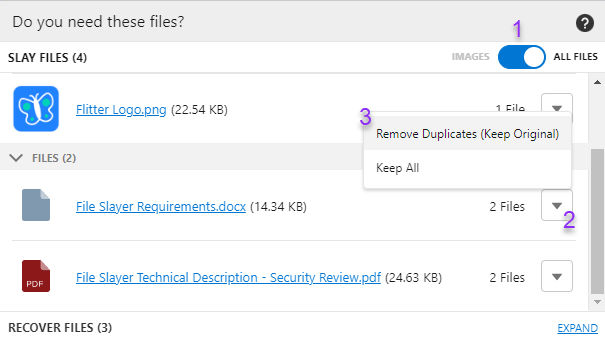 Do you need these files?
?
1
SLAY FILES (4)
IMAGES
ALL FILES
Flitter Logo.png (22.54 KB)
1 File
3
Remove Duplicates (Keep Original)
Keep All
FILES (2)
File Slayer Requirements.docx (14.34 KB)
2 Files
2
PDF
File Slayer Technical Description - Security Review.pdf (24.63 KB)
2 Files
RECOVER FILES (3)
EXPAND